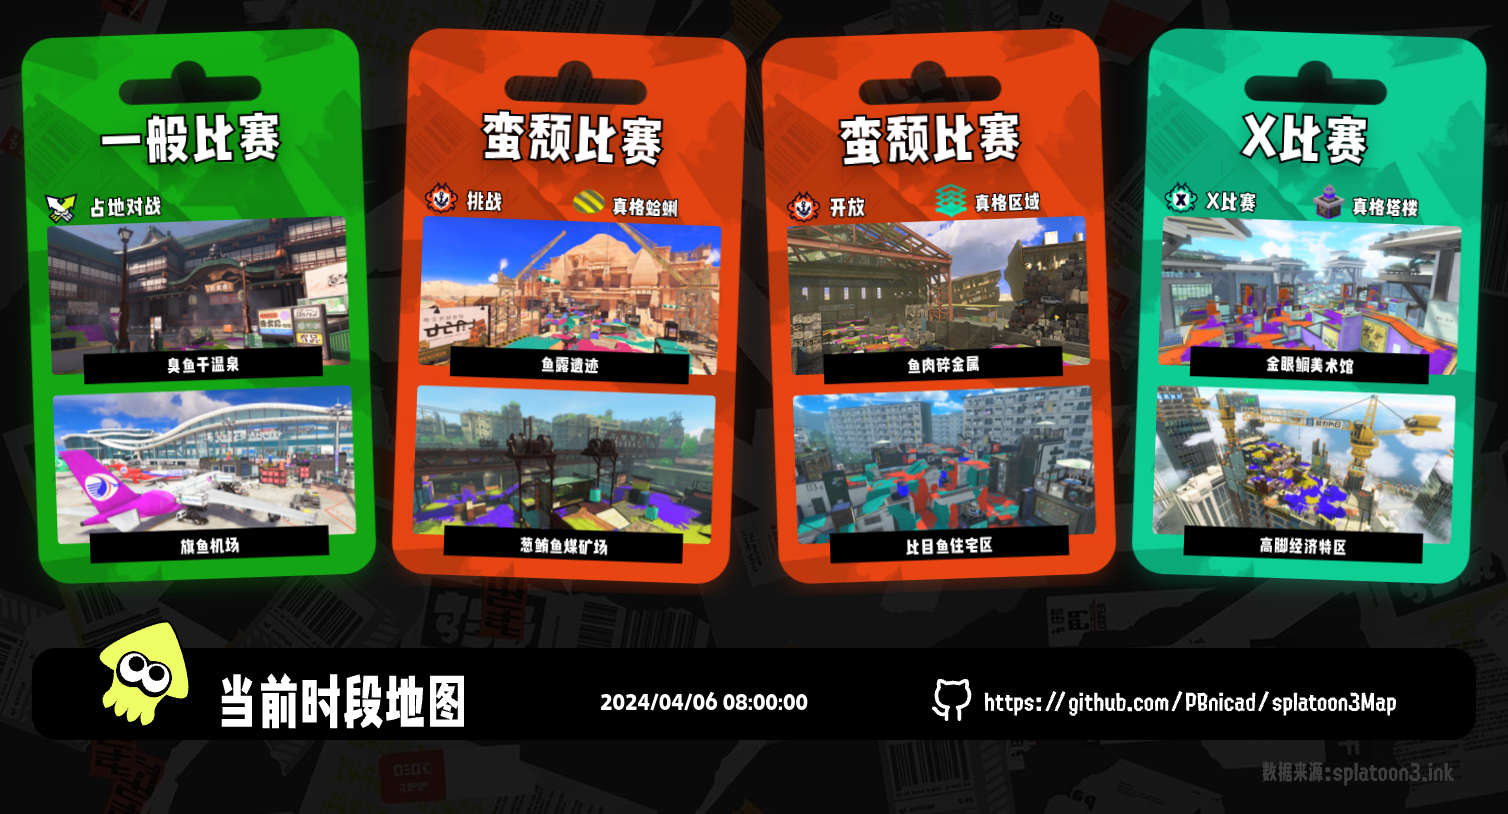 一般比赛
占地对战
臭鱼干温泉
旗鱼机场
蛮颓比赛
挑战
真格蛤蜊
鱼露遗迹
葱鲔鱼煤矿场
蛮颓比赛
开放
真格区域
鱼肉碎金属
比目鱼住宅区
X比赛
X比赛
真格塔楼
金眼鲷美术馆
高脚经济特区
当前时段地图
2024/04/06 08:00:00
https://github.com/PBnicad/splatoon3Map
数据来源:splatoon3.ink